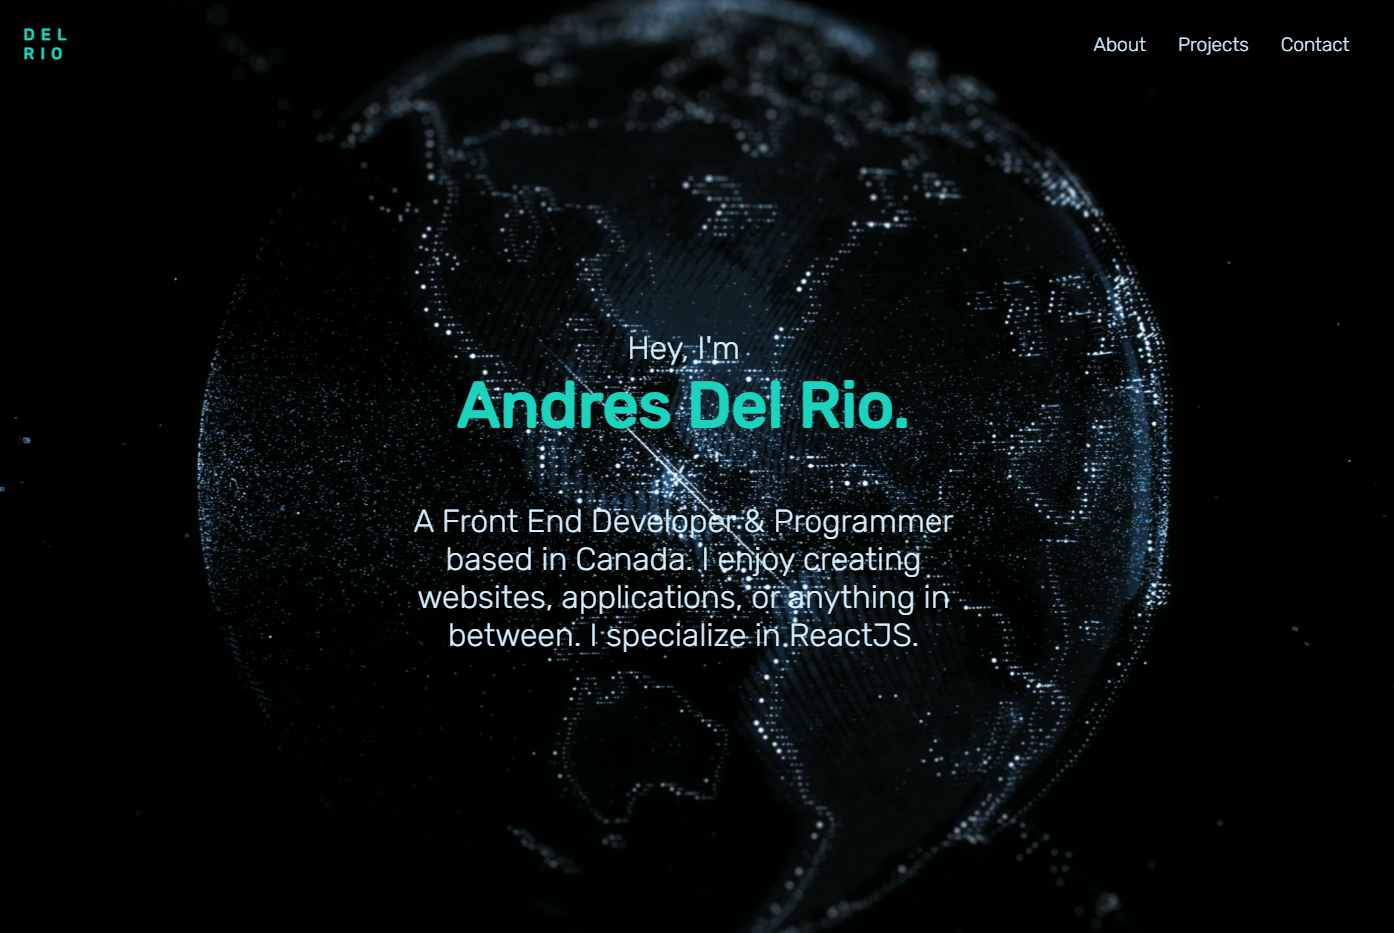 DEL
RIO
About Projects Contact
Hey, I'm
Andres Del Rio.
A Front End Developer & Programmer
based in Canada. I enjoy creating
websites, applications, or anything in
between. I specialize in ReactJS.